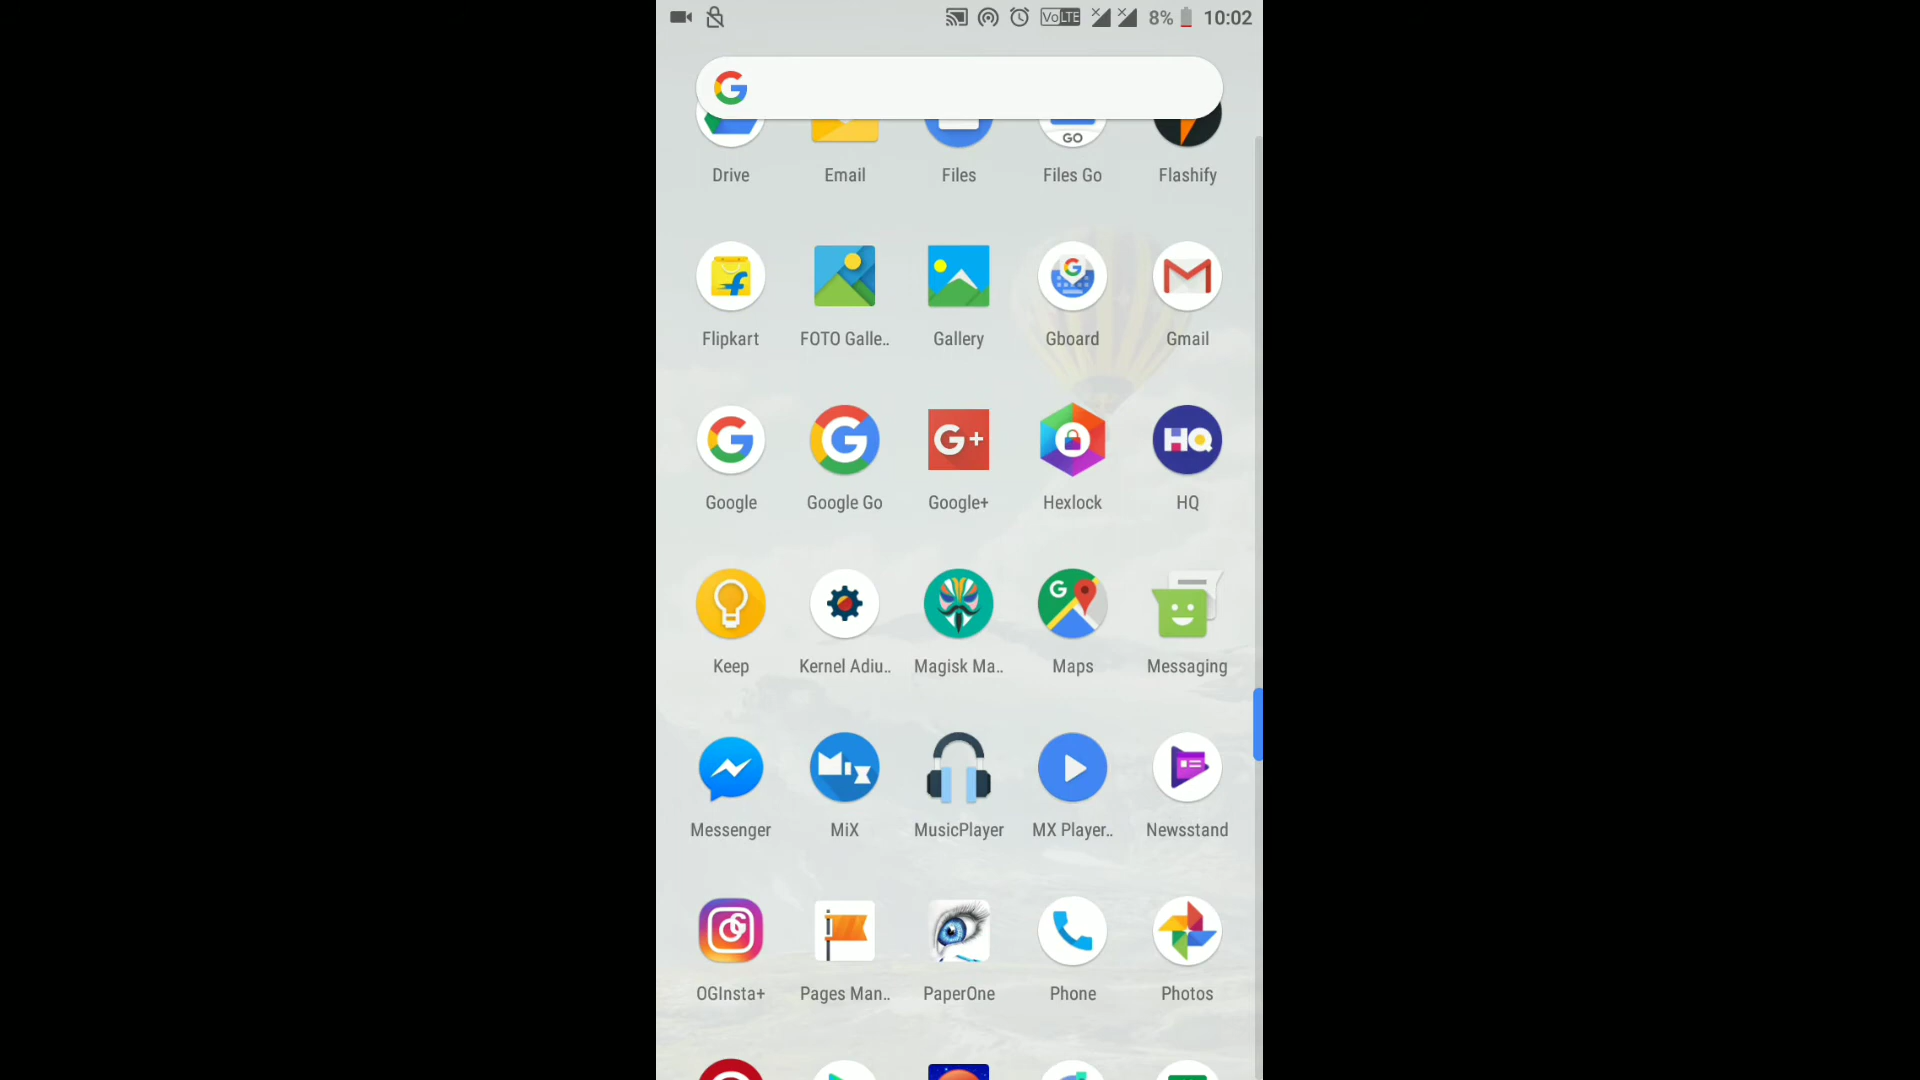 VoLTE 8% 10:02
GO
Drive Email Files Files Go Flashify
Flipkart FOTO Galle.. Gallery Gboard Gmail
G+ HQ
Google Google Go Google+ Hexlock HQ
Keep Kernel Adiu.. Magisk Ma.. Maps Messaging
Messenger MiX MusicPlayer MX Player.. Newsstand
OGInsta+ Pages Man.. PaperOne Phone Photos